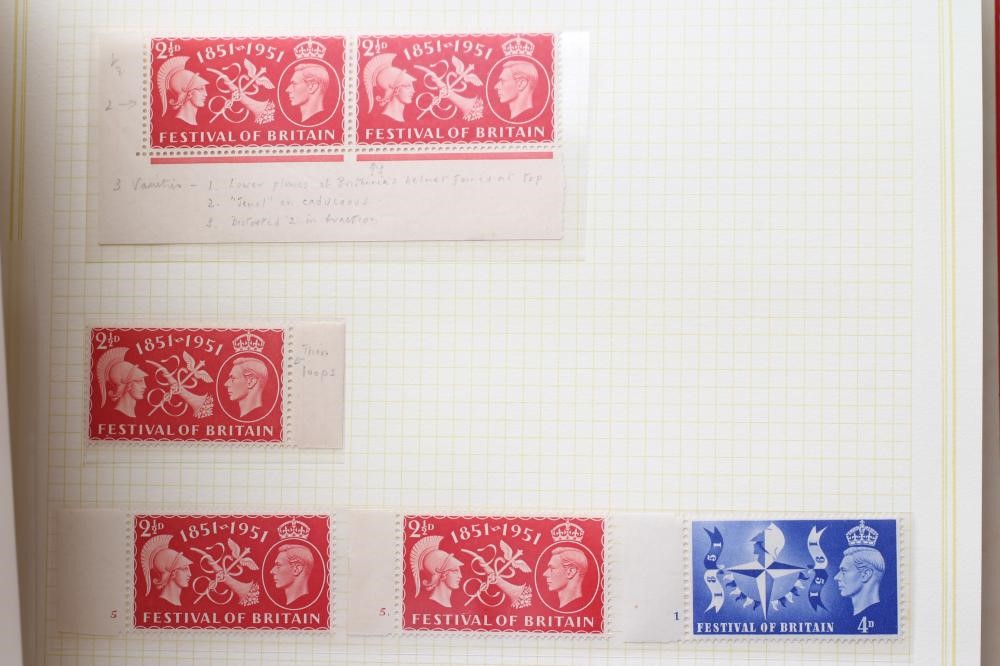 2½D 1851-1951
FESTIVAL OF BRITAIN
2½D 1851-1951
FESTIVAL OF BRITAIN
2 →
3 Varieties - 1. Lower plumes of Britannia's helmet joined at top
2. "Jewel" on caduceus
3. Distorted 2 in fraction
2½D 1851-1951
FESTIVAL OF BRITAIN
Thin
loops
2½D 1851-1951
FESTIVAL OF BRITAIN
5
2½D 1851-1951
FESTIVAL OF BRITAIN
5.
1851 1951
FESTIVAL OF BRITAIN 4D
1